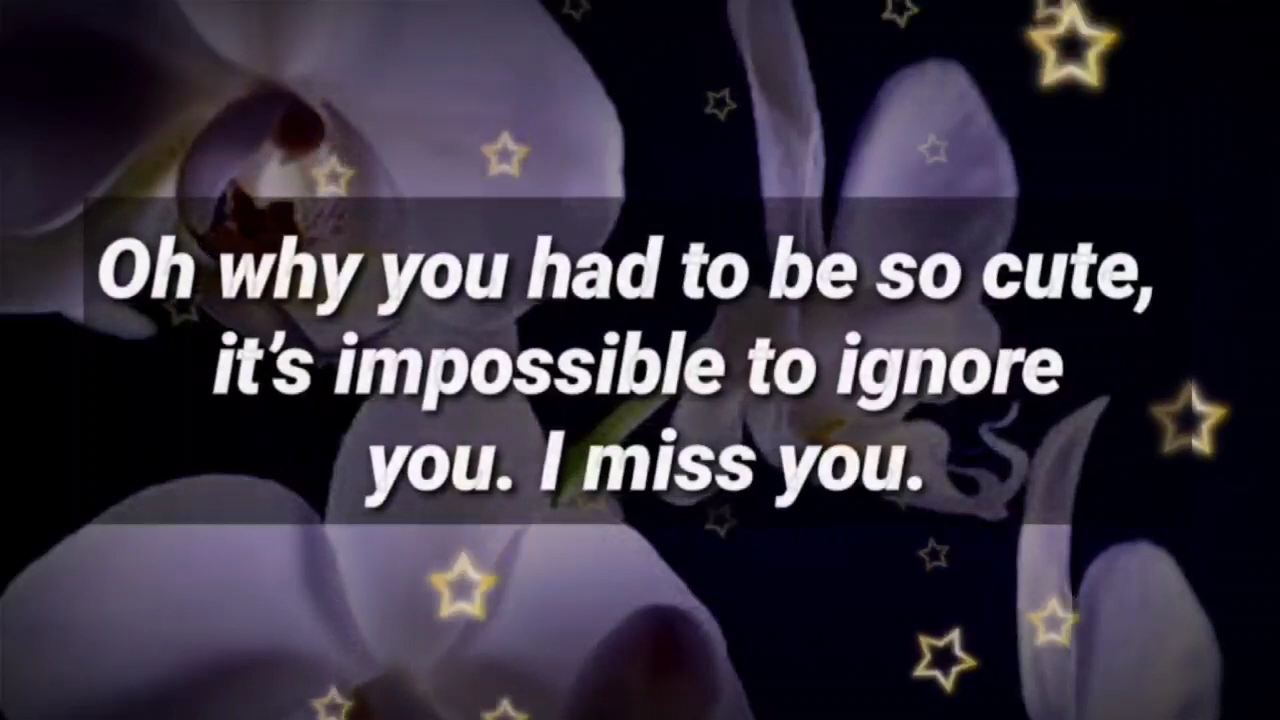 Oh why you had to be so cute,
it’s impossible to ignore
you. I miss you.